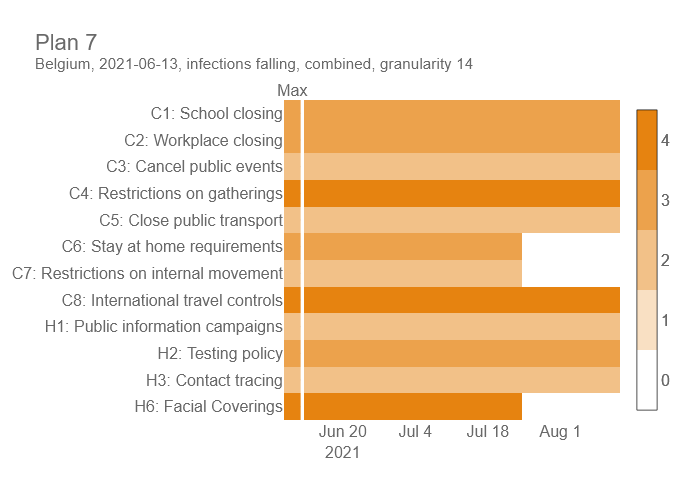 Plan 7
Belgium, 2021-06-13, infections falling, combined, granularity 14
Max
C1: School closing
C2: Workplace closing
C3: Cancel public events
C4: Restrictions on gatherings
C5: Close public transport
C6: Stay at home requirements
C7: Restrictions on internal movement
C8: International travel controls
H1: Public information campaigns
H2: Testing policy
H3: Contact tracing
H6: Facial Coverings
Jun 20 Jul 4 Jul 18 Aug 1
2021
4
3
2
1
0